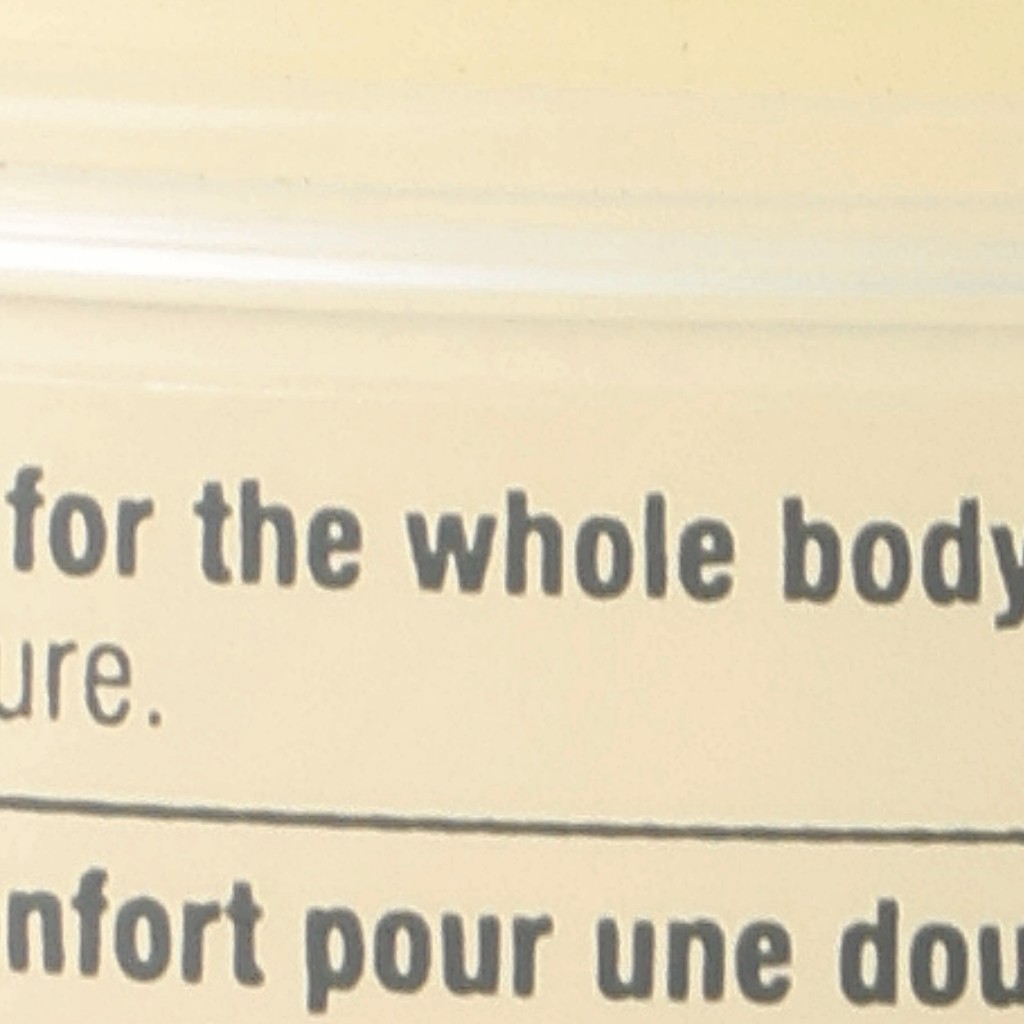 for the whole body
ure.
nfort pour une dou